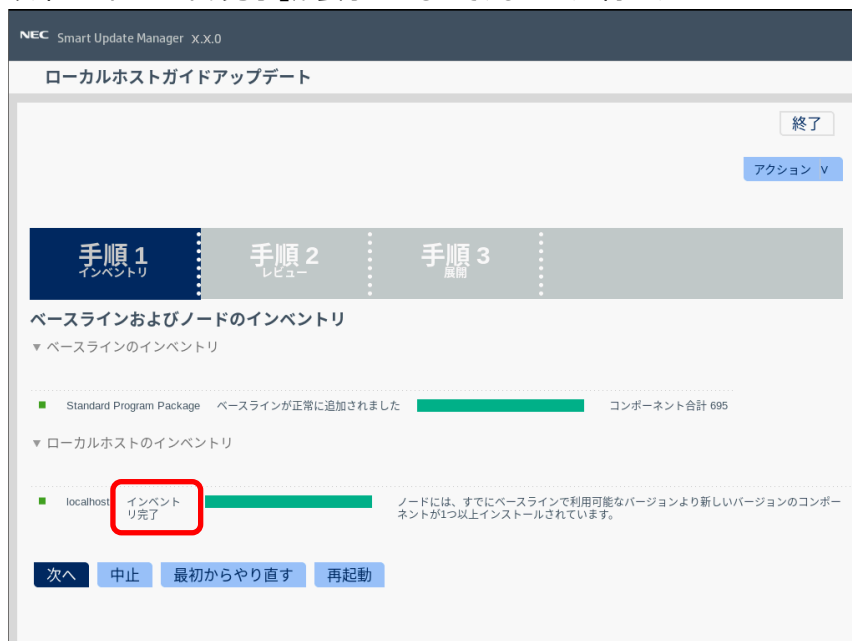 NEC Smart Update Manager X.X.0
ローカルホストガイドアップデート
終了
アクション ∨
手順 1
インベントリ
手順 2
レビュー
手順 3
展開
ベースラインおよびノードのインベントリ
▼ ベースラインのインベントリ
Standard Program Package ベースラインが正常に追加されました コンポーネント合計 695
▼ ローカルホストのインベントリ
localhost インベント
リ完了
ノードには、すでにベースラインで利用可能なバージョンより新しいバージョンのコンポー
ネントが1つ以上インストールされています。
次へ 中止 最初からやり直す 再起動